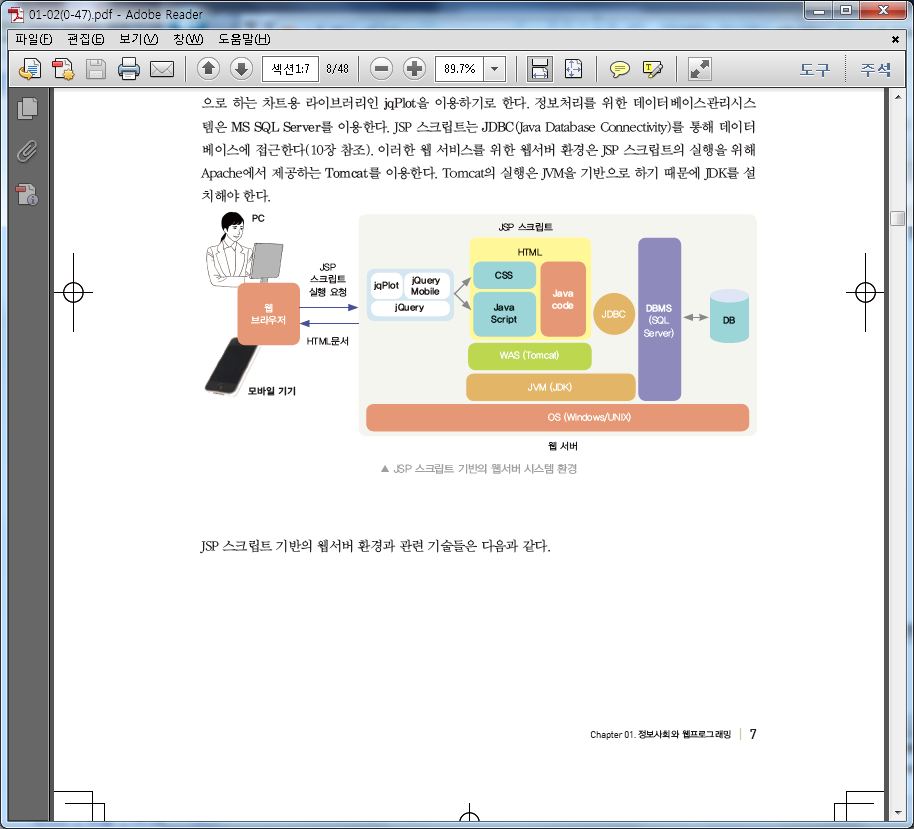 01-02(0-47).pdf - Adobe Reader
파일(F) 편집(E) 보기(V) 창(W) 도움말(H)
섹션1:7 8/48 89.7% 도구 주석
으로 하는 차트용 라이브러리인 jqPlot을 이용하기로 한다. 정보처리를 위한 데이터베이스관리시스
템은 MS SQL Server를 이용한다. JSP 스크립트는 JDBC(Java Database Connectivity)를 통해 데이터
베이스에 접근한다(10장 참조). 이러한 웹 서비스를 위한 웹서버 환경은 JSP 스크립트의 실행을 위해
Apache에서 제공하는 Tomcat를 이용한다. Tomcat의 실행은 JVM을 기반으로 하기 때문에 JDK를 설
치해야 한다.
PC
웹
브라우저
모바일 기기
JSP
스크립트
실행 요청
HTML문서
jqPlot
jQuery
Mobile
jQuery
JSP 스크립트
HTML
CSS
Java
Script
Java
code
JDBC
DBMS
(SQL
Server)
DB
WAS (Tomcat)
JVM (JDK)
OS (Windows/UNIX)
웹 서버
▲ JSP 스크립트 기반의 웹서버 시스템 환경
JSP 스크립트 기반의 웹서버 환경과 관련 기술들은 다음과 같다.
Chapter 01. 정보사회와 웹프로그래밍 7